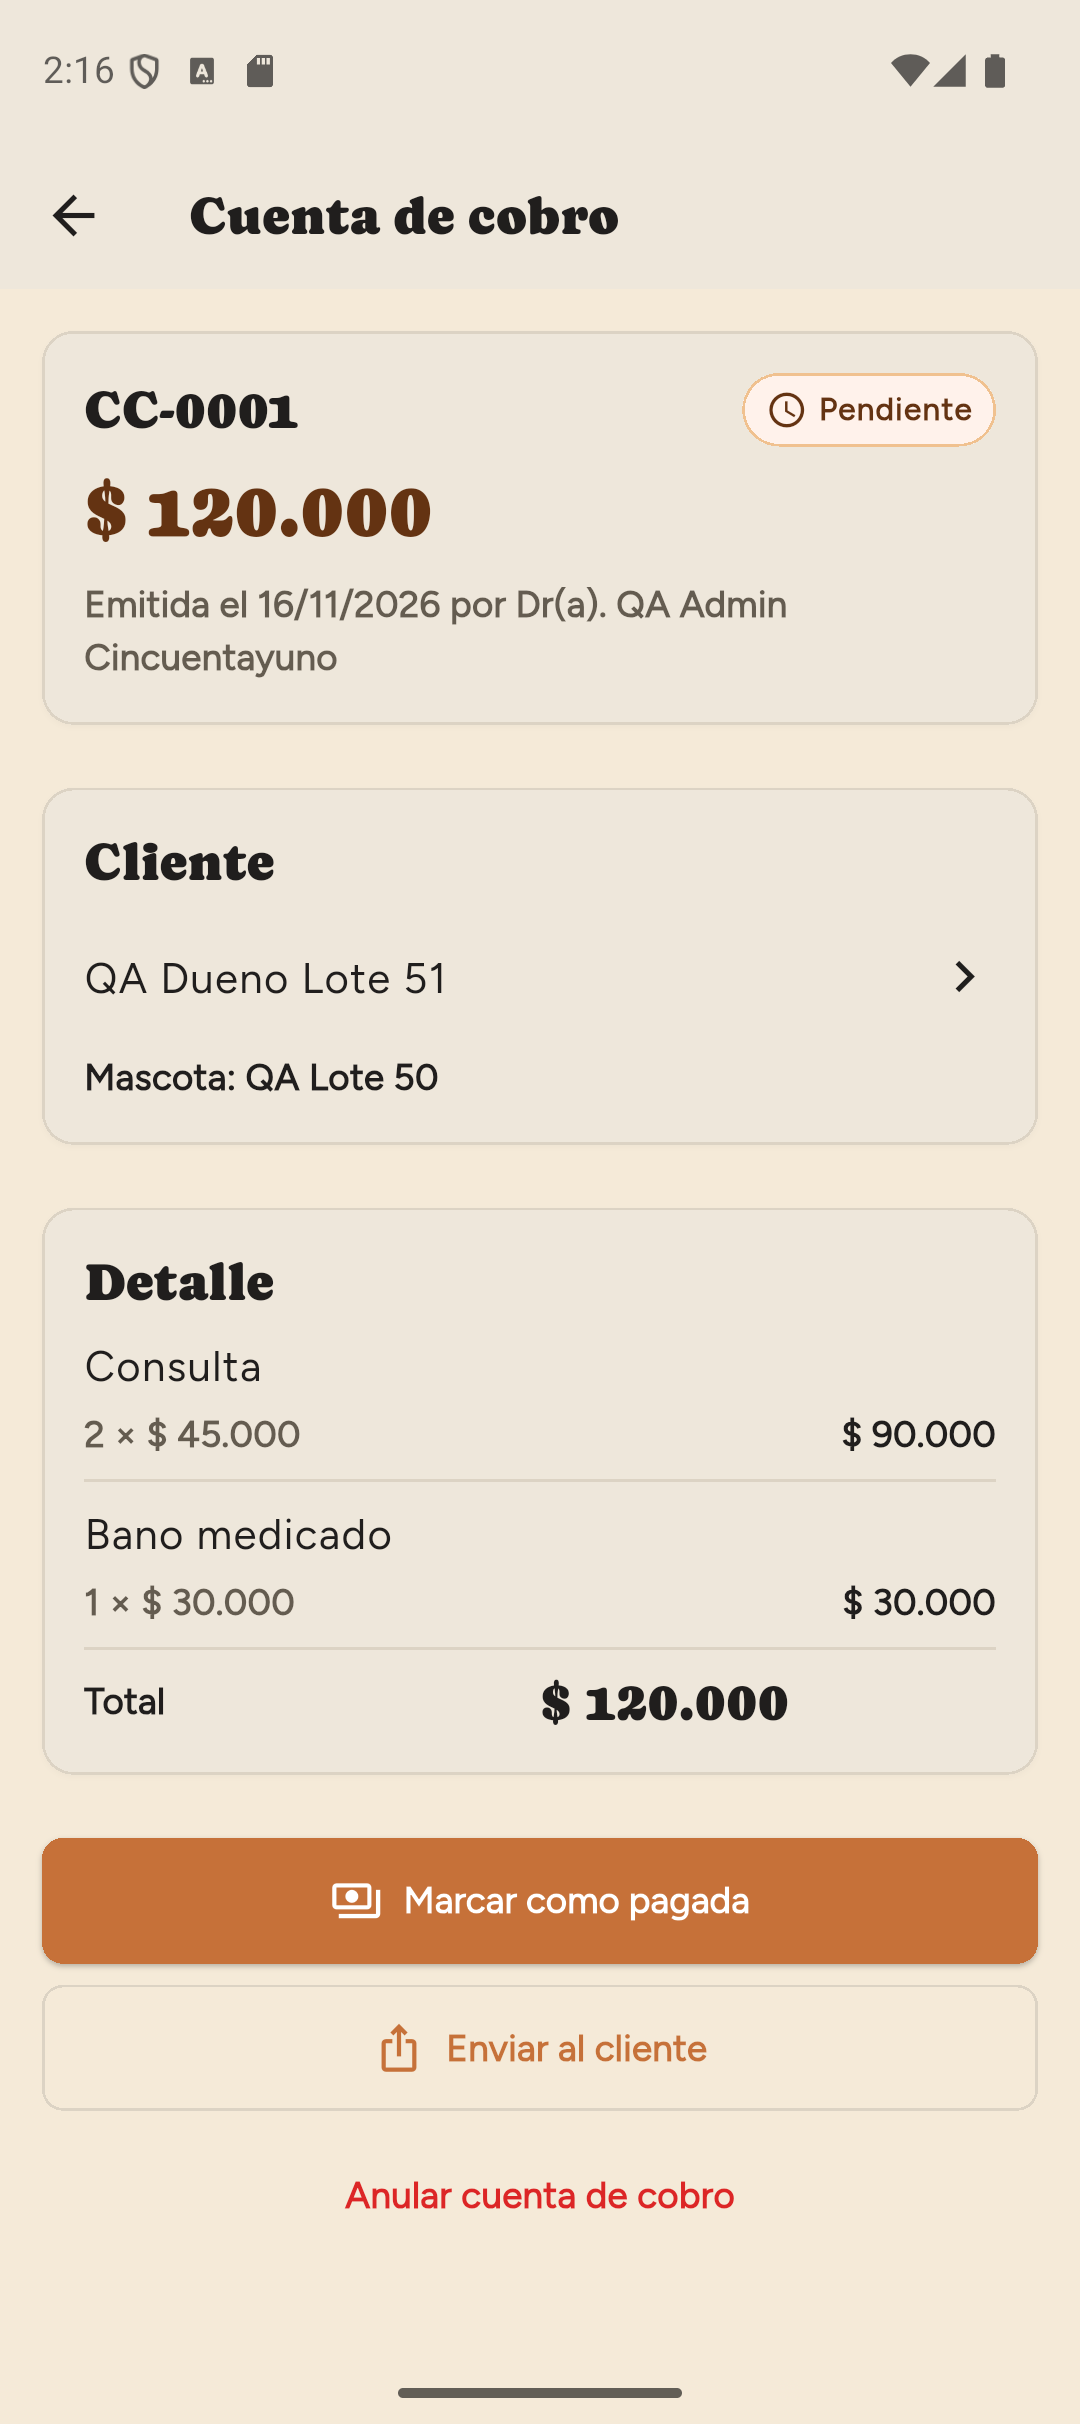 2:16
Cuenta de cobro
CC-0001
Pendiente
$ 120.000
Emitida el 16/11/2026 por Dr(a). QA Admin
Cincuentayuno
Cliente
QA Dueno Lote 51
Mascota: QA Lote 50
Detalle
Consulta
2 × $ 45.000 $ 90.000
Bano medicado
1 × $ 30.000 $ 30.000
Total $ 120.000
Marcar como pagada
Enviar al cliente
Anular cuenta de cobro